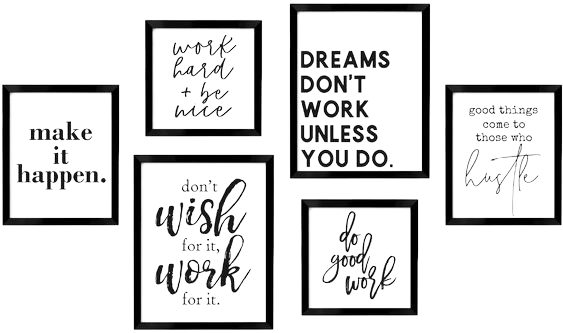 make
it
happen.
work
hard
+ be
nice
don't
wish
for it,
work
for it.
DREAMS
DON'T
WORK
UNLESS
YOU DO.
do
good
work
good things
come to
those who
hustle